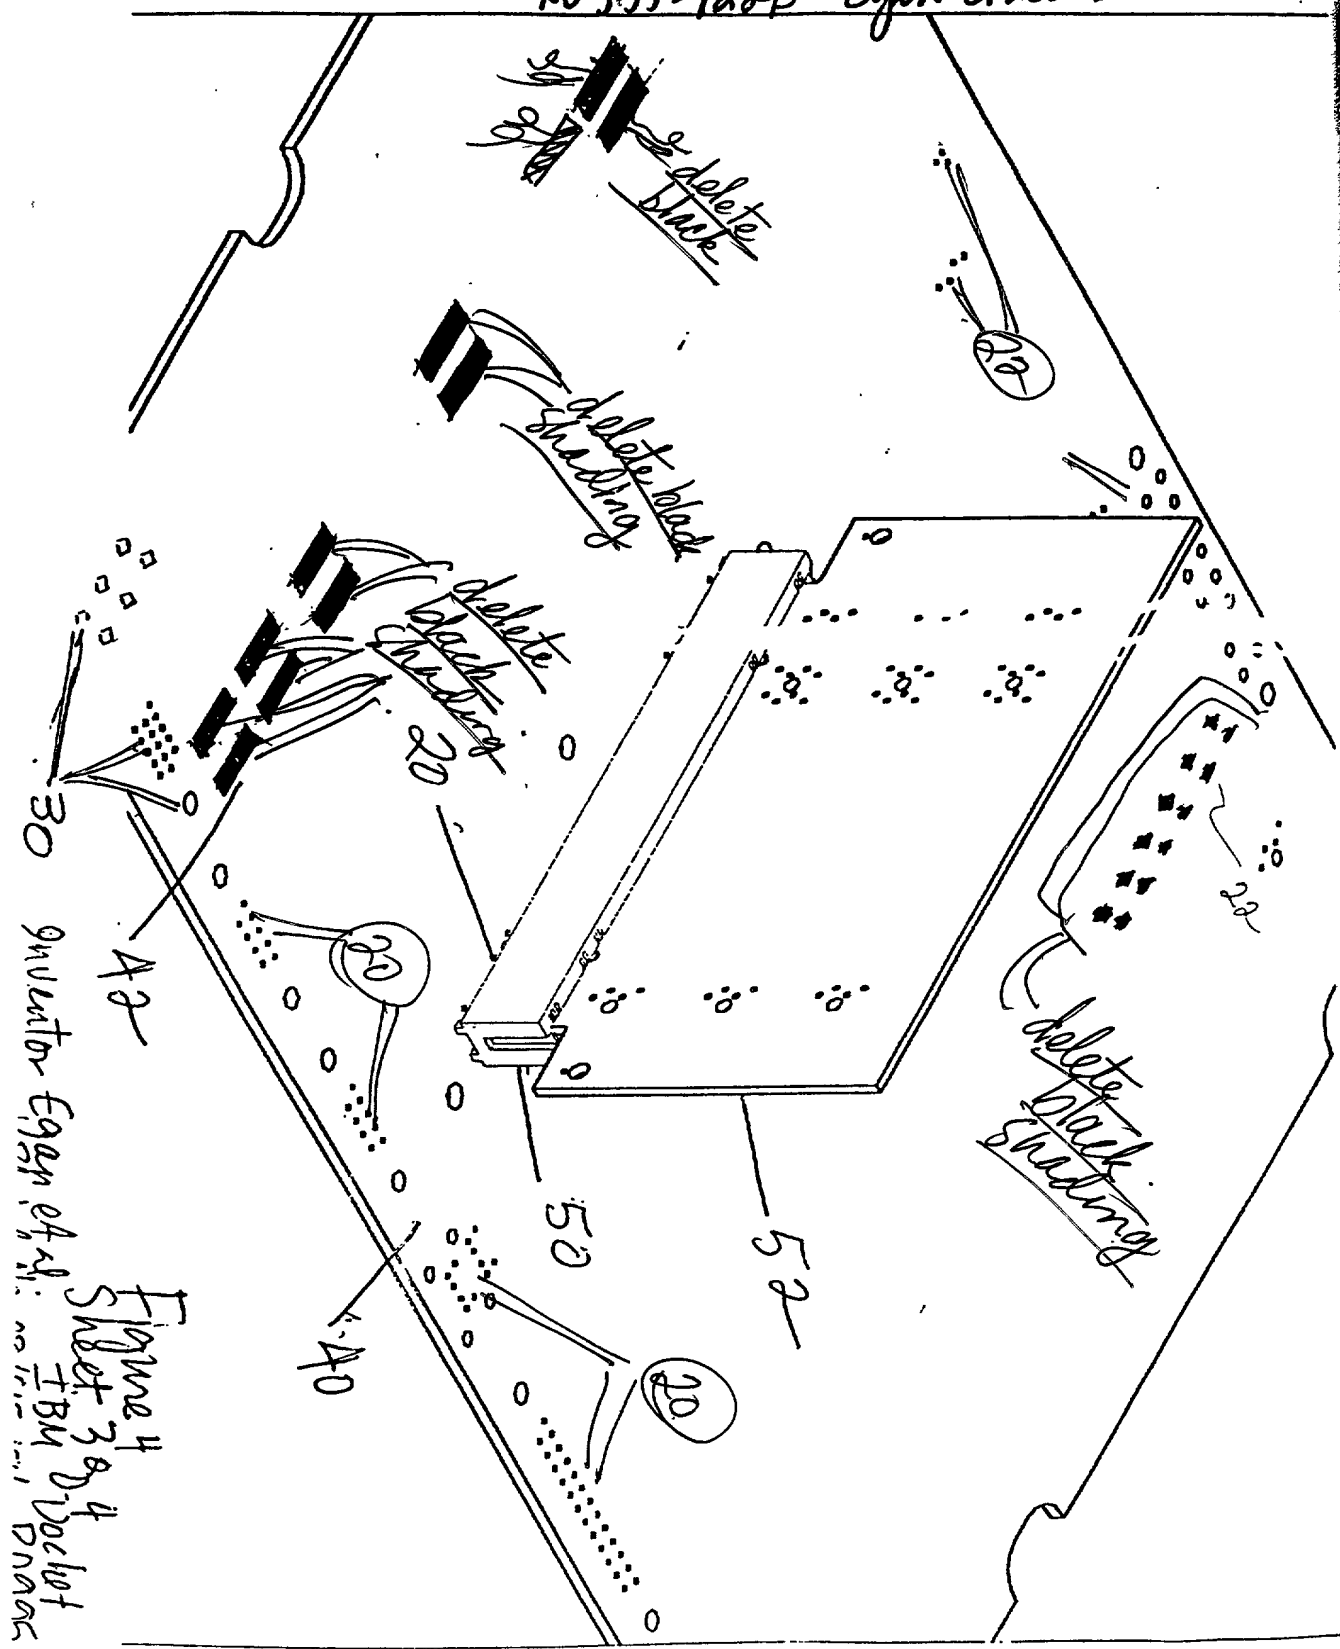 22
delete
black
delete black
shading
delete
black
shading
22
delete
black
shading
20
30
42
20
50
52
40
20
Figure 4
Sheet 3 of 4
Inventor Egan et al: IBM Docket